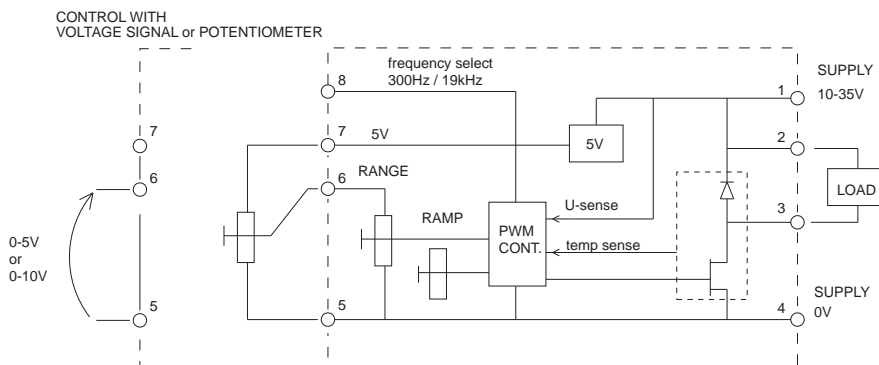 CONTROL WITH
VOLTAGE SIGNAL or POTENTIOMETER
8
frequency select
300Hz / 19kHz
1
SUPPLY
10-35V
7
7
5V
5V
2
6
6
RANGE
LOAD
RAMP
PWM
CONT.
U-sense
3
0-5V
or
0-10V
temp sense
5
5
4
SUPPLY
0V